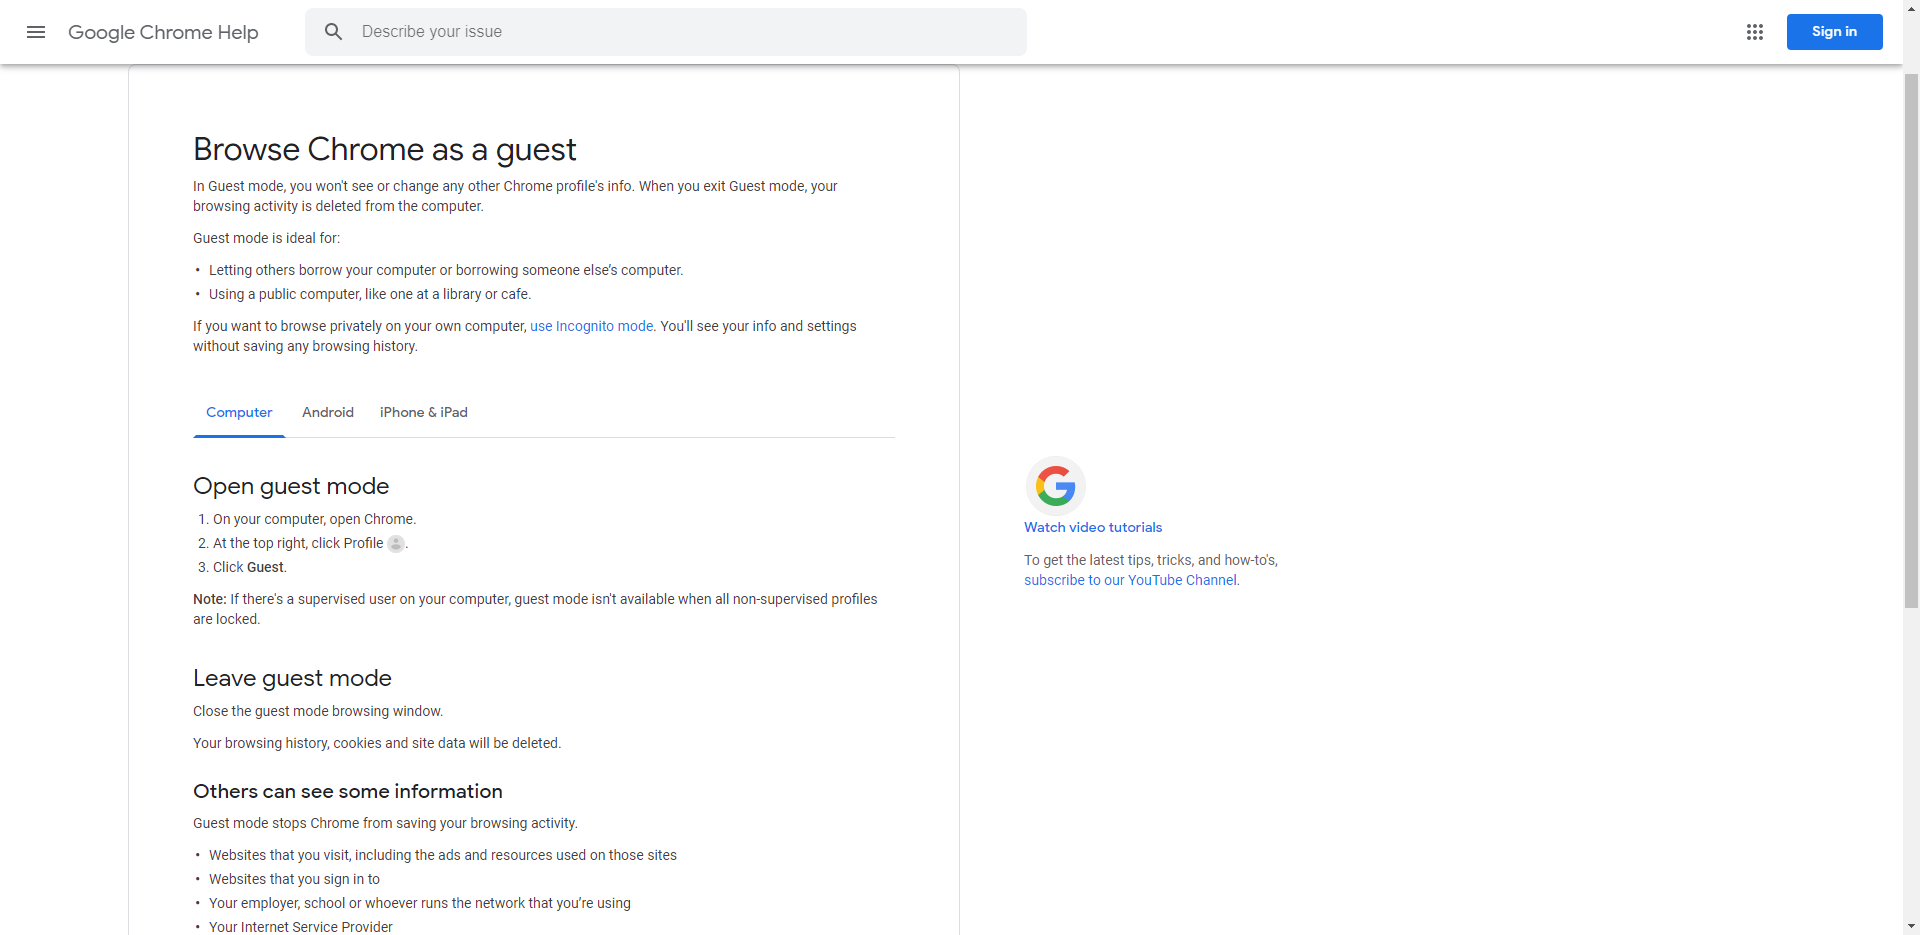 Google Chrome Help
Describe your issue
Sign in
Browse Chrome as a guest
In Guest mode, you won't see or change any other Chrome profile's info. When you exit Guest mode, your
browsing activity is deleted from the computer.
Guest mode is ideal for:
• Letting others borrow your computer or borrowing someone else’s computer.
• Using a public computer, like one at a library or cafe.
If you want to browse privately on your own computer, use Incognito mode. You'll see your info and settings
without saving any browsing history.
Computer Android iPhone & iPad
Open guest mode
1. On your computer, open Chrome.
2. At the top right, click Profile .
3. Click Guest.
Note: If there's a supervised user on your computer, guest mode isn't available when all non-supervised profiles
are locked.
Leave guest mode
Close the guest mode browsing window.
Your browsing history, cookies and site data will be deleted.
Others can see some information
Guest mode stops Chrome from saving your browsing activity.
• Websites that you visit, including the ads and resources used on those sites
• Websites that you sign in to
• Your employer, school or whoever runs the network that you’re using
• Your Internet Service Provider
Watch video tutorials
To get the latest tips, tricks, and how-to's,
subscribe to our YouTube Channel.